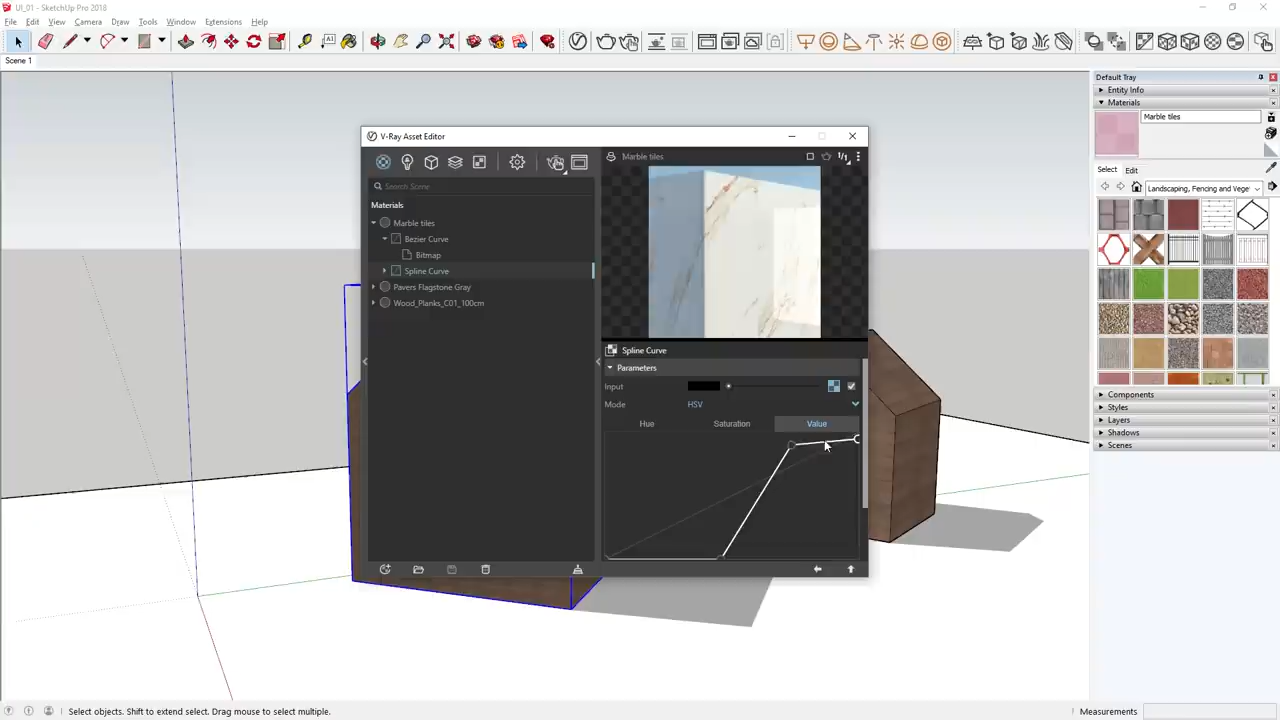 UI_01 - SketchUp Pro 2018
File Edit View Camera Draw Tools Window Extensions Help
Scene 1
Default Tray
Entity Info
Materials
Marble tiles
Select Edit
Landscaping, Fencing and Vege
Components
Styles
Layers
Shadows
Scenes
V-Ray Asset Editor
Search Scene
Materials
Marble tiles
Bezier Curve
Bitmap
Spline Curve
Pavers Flagstone Gray
Wood_Planks_C01_100cm
Marble tiles
Spline Curve
Parameters
Input
Mode HSV
Hue Saturation Value
Select objects. Shift to extend select. Drag mouse to select multiple.
Measurements